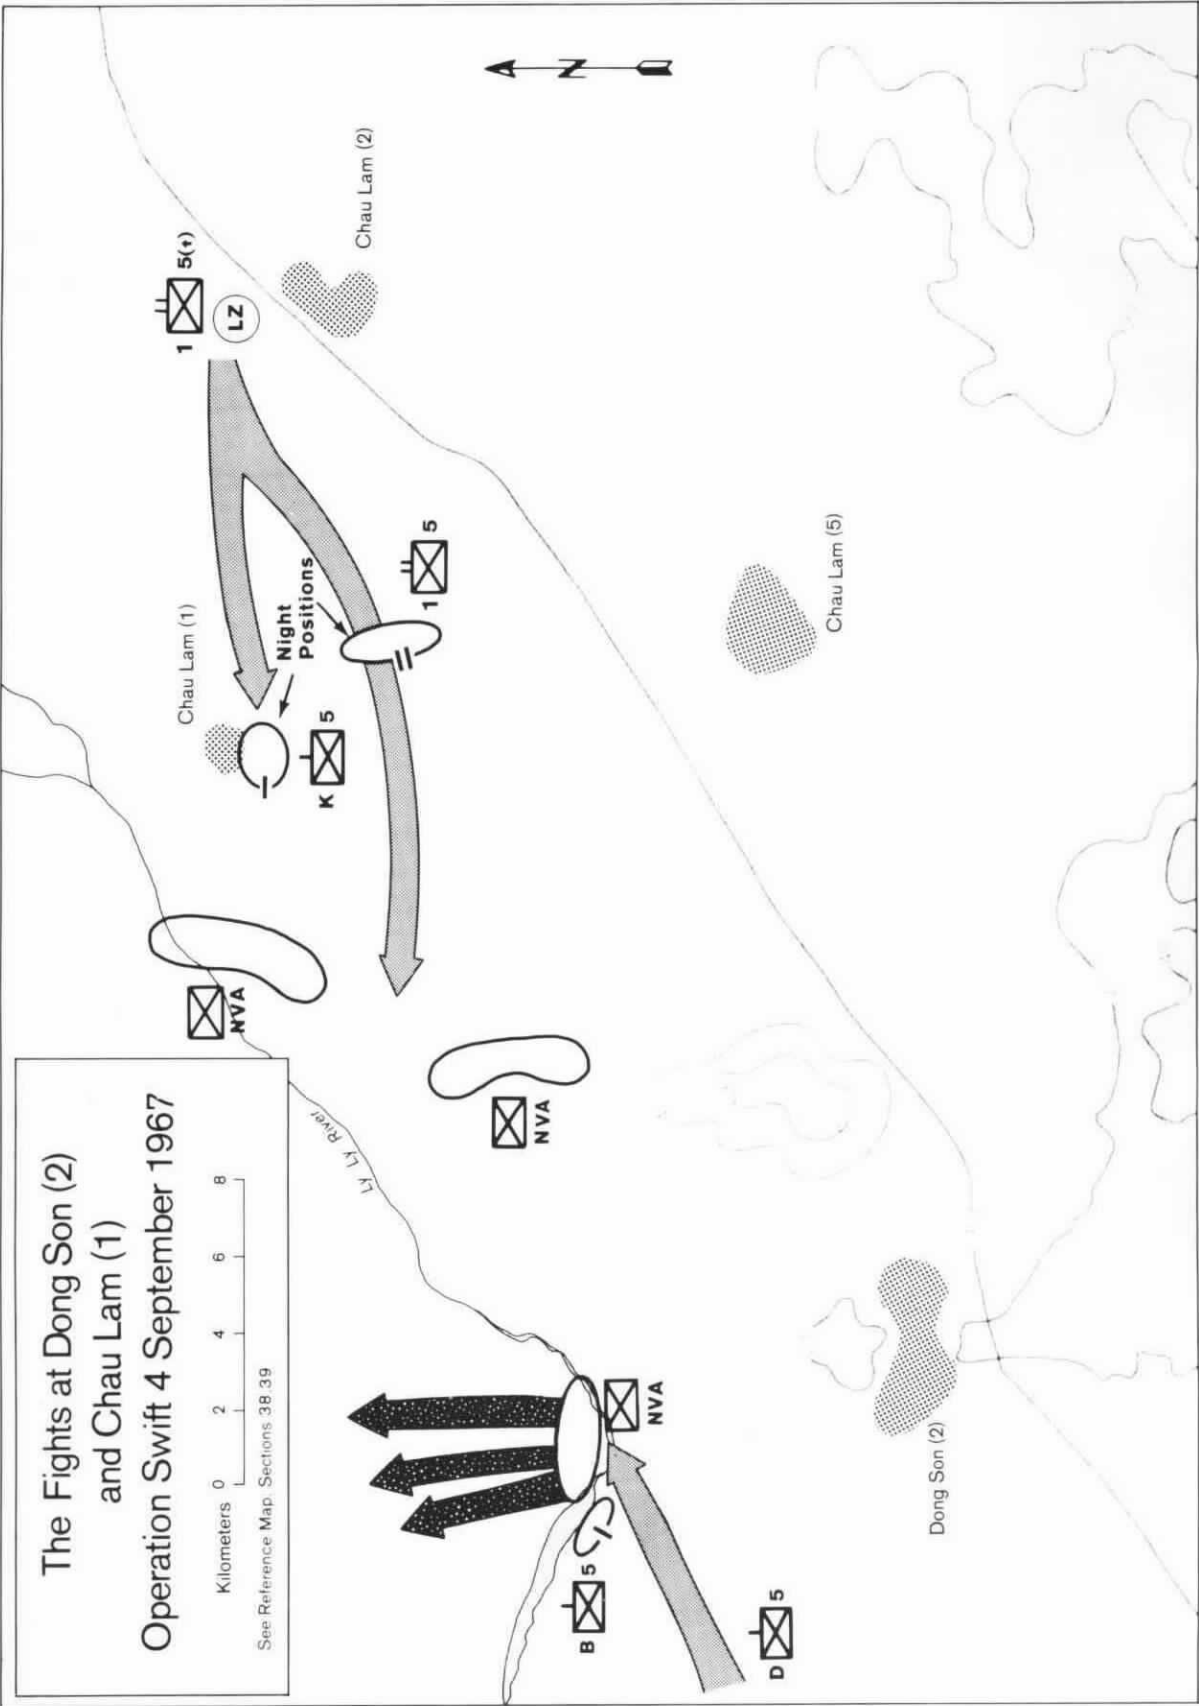 The Fights at Dong Son (2)
and Chau Lam (1)
Operation Swift 4 September 1967
Kilometers 0 2 4 6 8
See Reference Map, Sections 38.39
N
Chau Lam (2)
1 5(+)
LZ
Chau Lam (1)
Night
Positions
1 5
K 5
NVA
Ly Ly River
NVA
Chau Lam (5)
NVA
B 5
D 5
Dong Son (2)